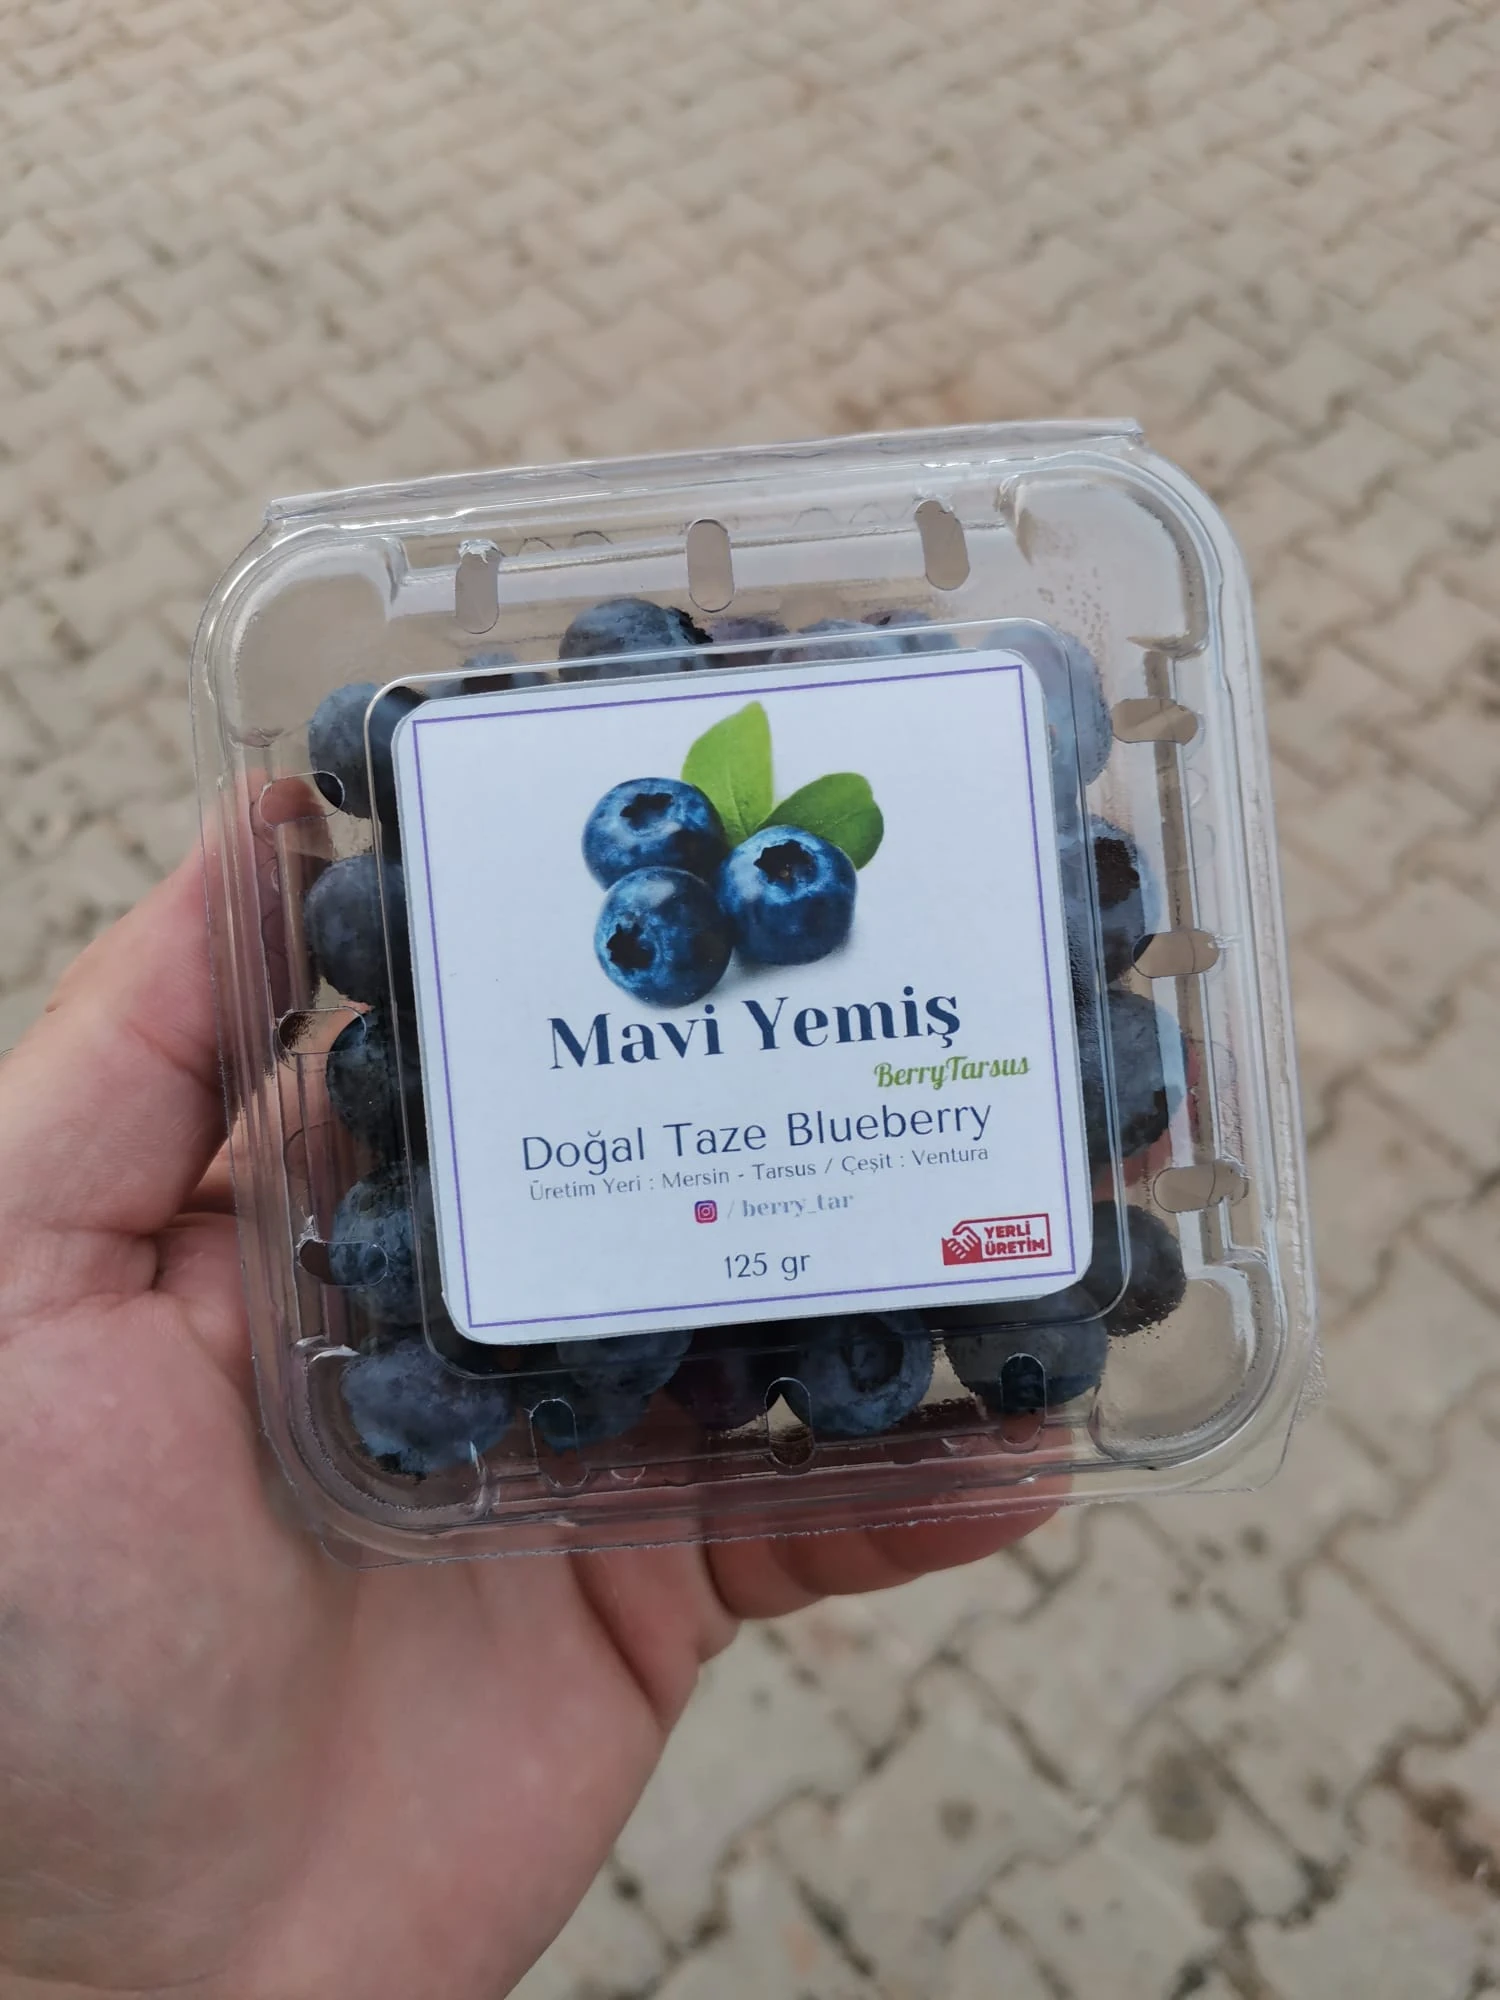 Mavi Yemiş
BerryTarsus
Doğal Taze Blueberry
Üretim Yeri : Mersin - Tarsus / Çeşit : Ventura
/ berry_tar
YERLİ
ÜRETİM
125 gr